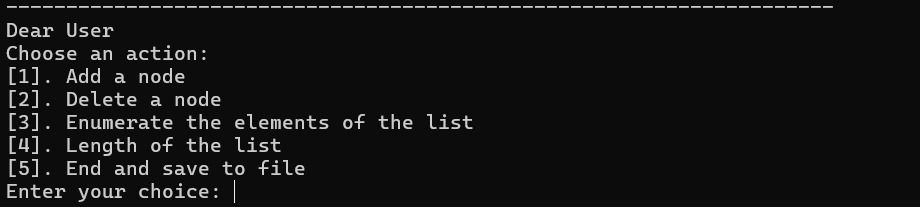 ---------------------------------------------------------------------
Dear User
Choose an action:
[1]. Add a node
[2]. Delete a node
[3]. Enumerate the elements of the list
[4]. Length of the list
[5]. End and save to file
Enter your choice: